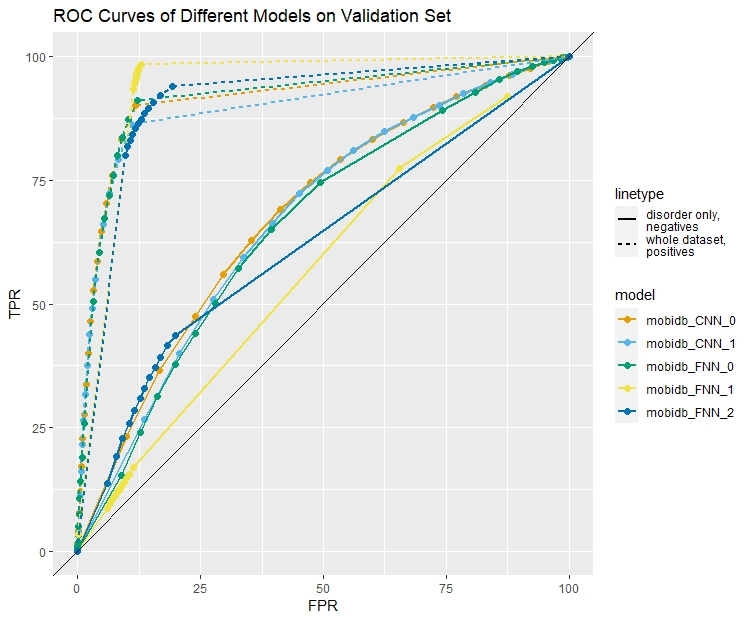 ROC Curves of Different Models on Validation Set
TPR
100
75
50
25
0
0 25 50 75 100
FPR
linetype
disorder only,
negatives
whole dataset,
positives
model
mobidb_CNN_0
mobidb_CNN_1
mobidb_FNN_0
mobidb_FNN_1
mobidb_FNN_2